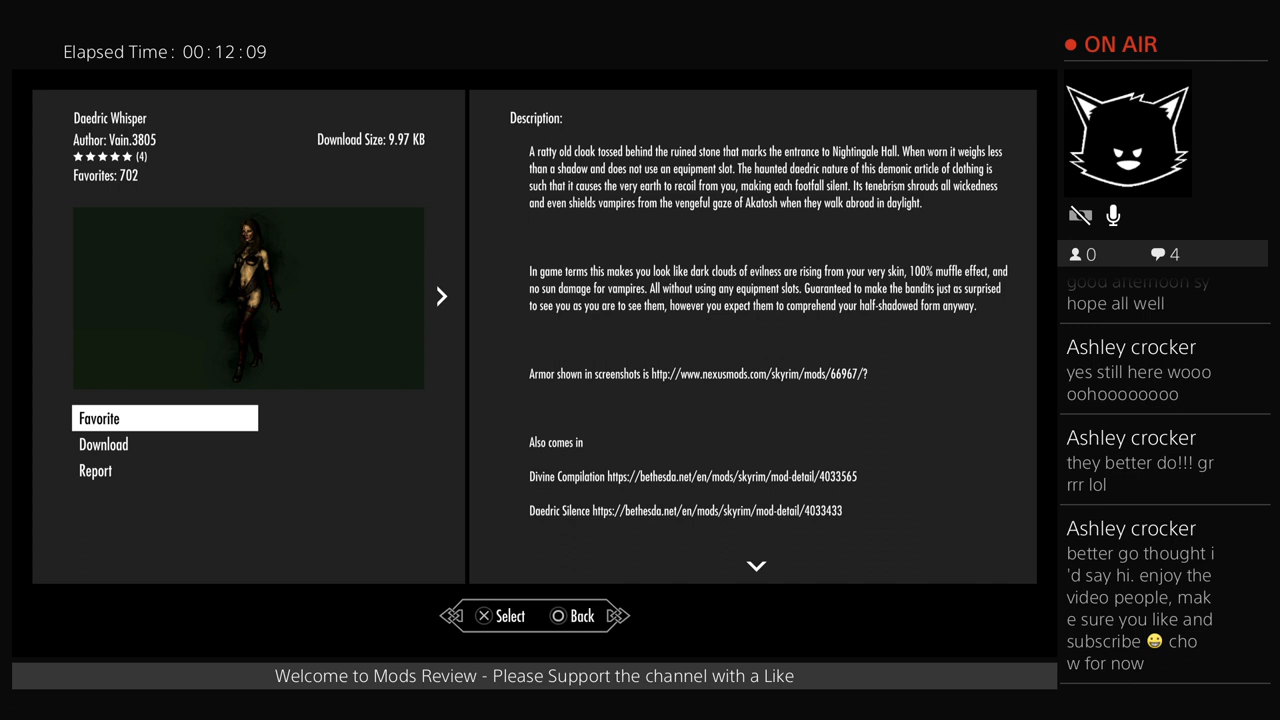 Elapsed Time: 00:12:09
ON AIR
Daedric Whisper
Author: Vain.3805
Download Size: 9.97 KB
★★★★★ (4)
Favorites: 702
Favorite
Download
Report
Description:
A ratty old cloak tossed behind the ruined stone that marks the entrance to Nightingale Hall. When worn it weighs less
than a shadow and does not use an equipment slot. The haunted daedric nature of this demonic article of clothing is
such that it causes the very earth to recoil from you, making each footfall silent. Its tenebrism shrouds all wickedness
and even shields vampires from the vengeful gaze of Akatosh when they walk abroad in daylight.
In game terms this makes you look like dark clouds of evilness are rising from your very skin, 100% muffle effect, and
no sun damage for vampires. All without using any equipment slots. Guaranteed to make the bandits just as surprised
to see you as you are to see them, however you expect them to comprehend your half-shadowed form anyway.
Armor shown in screenshots is http://www.nexusmods.com/skyrim/mods/66967/?
Also comes in
Divine Compilation https://bethesda.net/en/mods/skyrim/mod-detail/4033565
Daedric Silence https://bethesda.net/en/mods/skyrim/mod-detail/4033433
Select
Back
Welcome to Mods Review - Please Support the channel with a Like
0
4
good afternoon sy
hope all well
Ashley crocker
yes still here wooo
oohoooooooo
Ashley crocker
they better do!!! gr
rrr lol
Ashley crocker
better go thought i
'd say hi. enjoy the
video people, mak
e sure you like and
subscribe 😀 cho
w for now